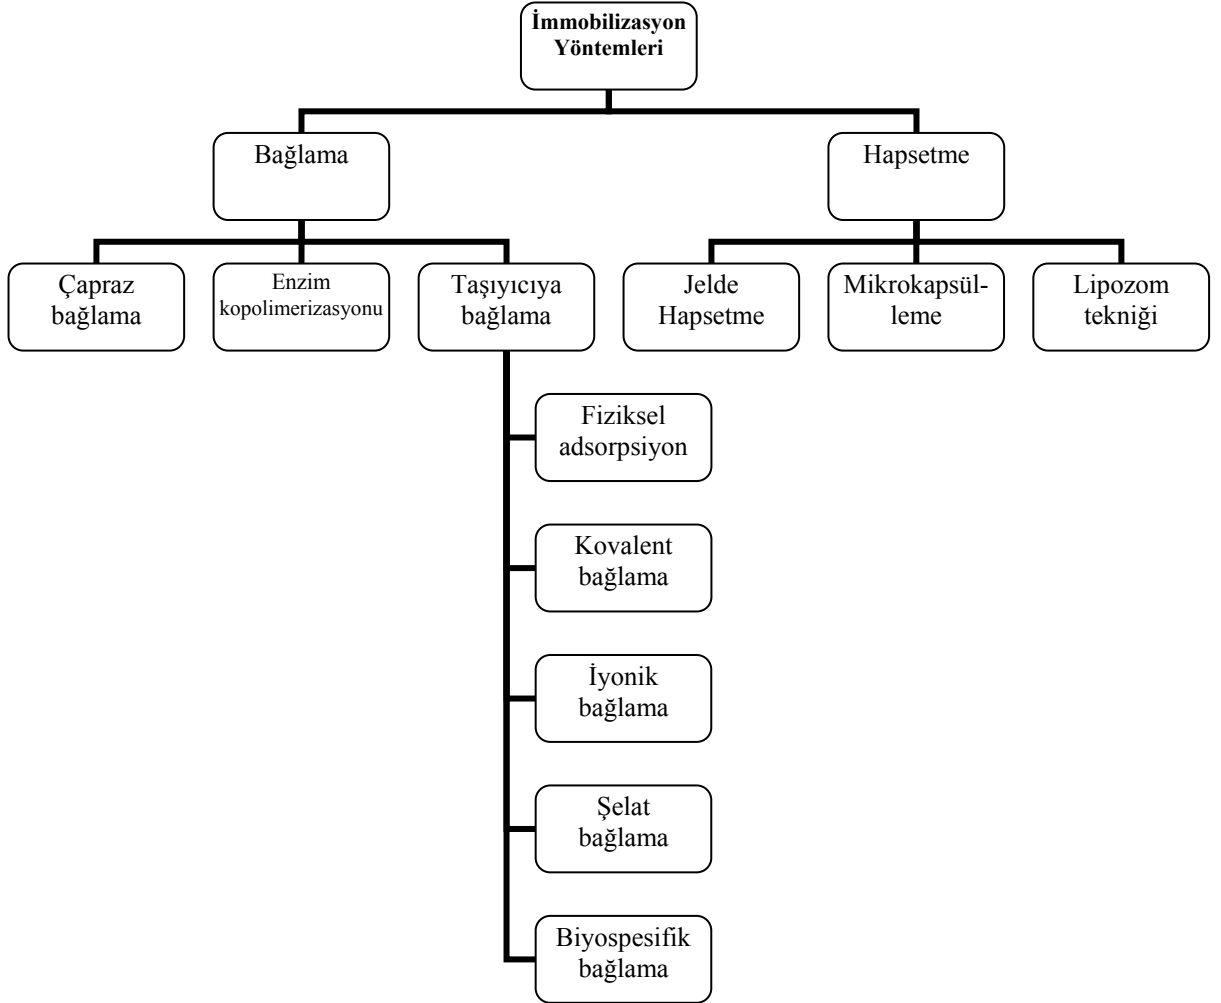 İmmobilizasyon
Yöntemleri
Bağlama
Hapsetme
Çapraz
bağlama
Enzim
kopolimerizasyonu
Taşıyıcıya
bağlama
Jelde
Hapsetme
Mikrokapsül-
leme
Lipozom
tekniği
Fiziksel
adsorpsiyon
Kovalent
bağlama
İyonik
bağlama
Şelat
bağlama
Biyospesifik
bağlama